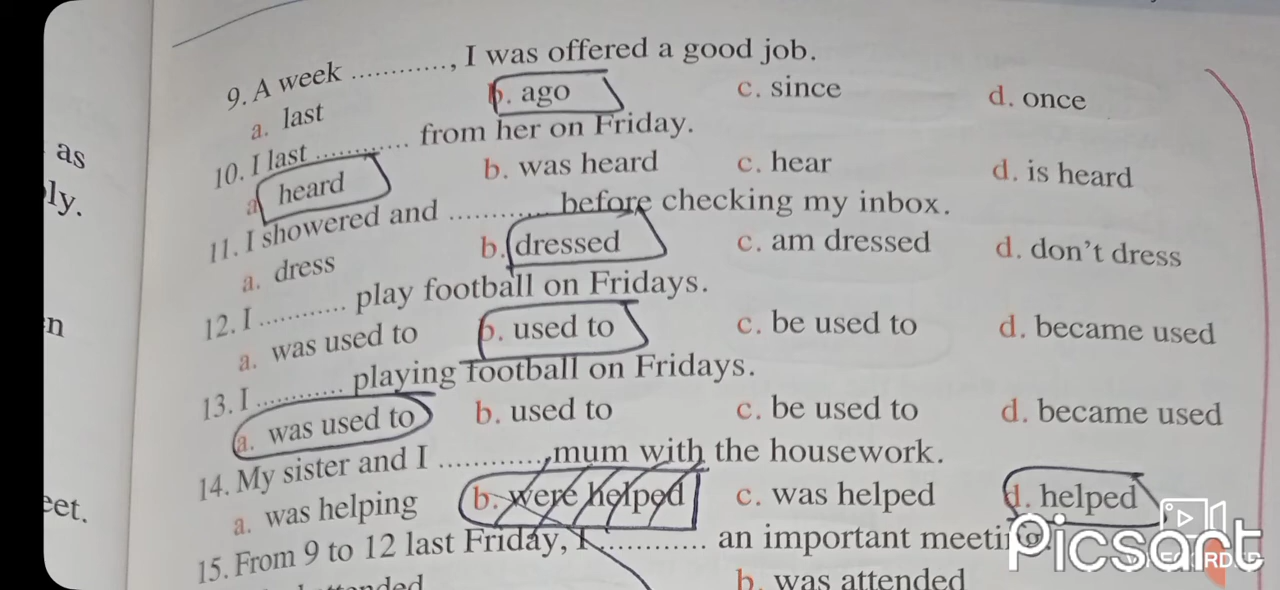 9. A week ............, I was offered a good job.
a. last b. ago c. since d. once
10. I last ............ from her on Friday.
a heard b. was heard c. hear d. is heard
11. I showered and ............ before checking my inbox.
a. dress b. dressed c. am dressed d. don't dress
12. I ............ play football on Fridays.
a. was used to b. used to c. be used to d. became used
13. I ............ playing football on Fridays.
a. was used to b. used to c. be used to d. became used
14. My sister and I ............ mum with the housework.
a. was helping b. were helped c. was helped d. helped
15. From 9 to 12 last Friday, I ............ an important
b. was attended
as
ly.
n
eet.
Picsart